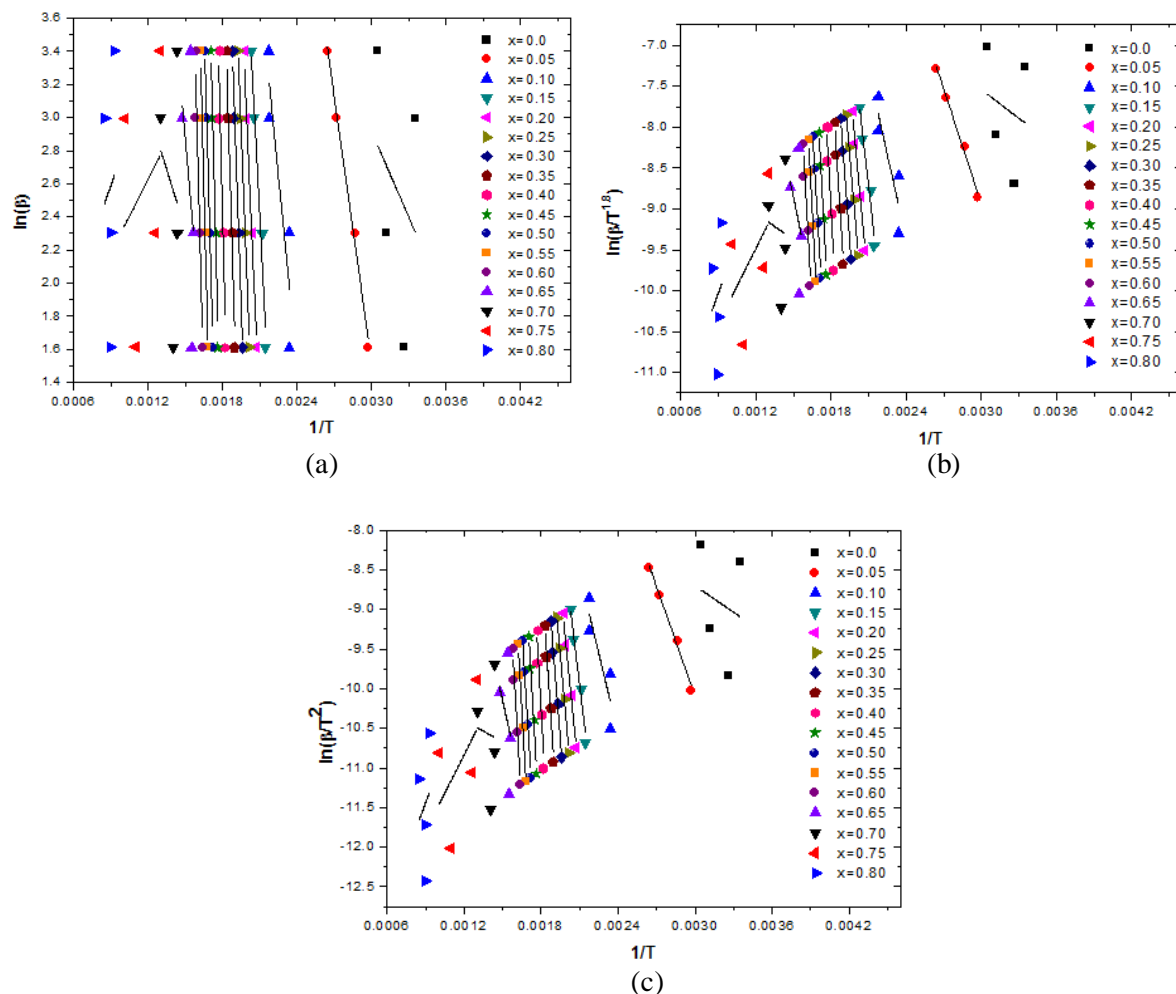 3.6
3.4
3.2
3.0
2.8
2.6
2.4
2.2
2.0
1.8
1.6
1.4
ln(β)
0.0006 0.0012 0.0018 0.0024 0.0030 0.0036 0.0042
1/T
x=0.0
x=0.05
x=0.10
x=0.15
x=0.20
x=0.25
x=0.30
x=0.35
x=0.40
x=0.45
x=0.50
x=0.55
x=0.60
x=0.65
x=0.70
x=0.75
x=0.80
(a)
-7.0
-7.5
-8.0
-8.5
-9.0
-9.5
-10.0
-10.5
-11.0
ln(β/T^1.8)
0.0006 0.0012 0.0018 0.0024 0.0030 0.0036 0.0042
1/T
x=0.0
x=0.05
x=0.10
x=0.15
x=0.20
x=0.25
x=0.30
x=0.35
x=0.40
x=0.45
x=0.50
x=0.55
x=0.60
x=0.65
x=0.70
x=0.75
x=0.80
(b)
-8.0
-8.5
-9.0
-9.5
-10.0
-10.5
-11.0
-11.5
-12.0
-12.5
ln(β/T²)
0.0006 0.0012 0.0018 0.0024 0.0030 0.0036 0.0042
1/T
x=0.0
x=0.05
x=0.10
x=0.15
x=0.20
x=0.25
x=0.30
x=0.35
x=0.40
x=0.45
x=0.50
x=0.55
x=0.60
x=0.65
x=0.70
x=0.75
x=0.80
(c)